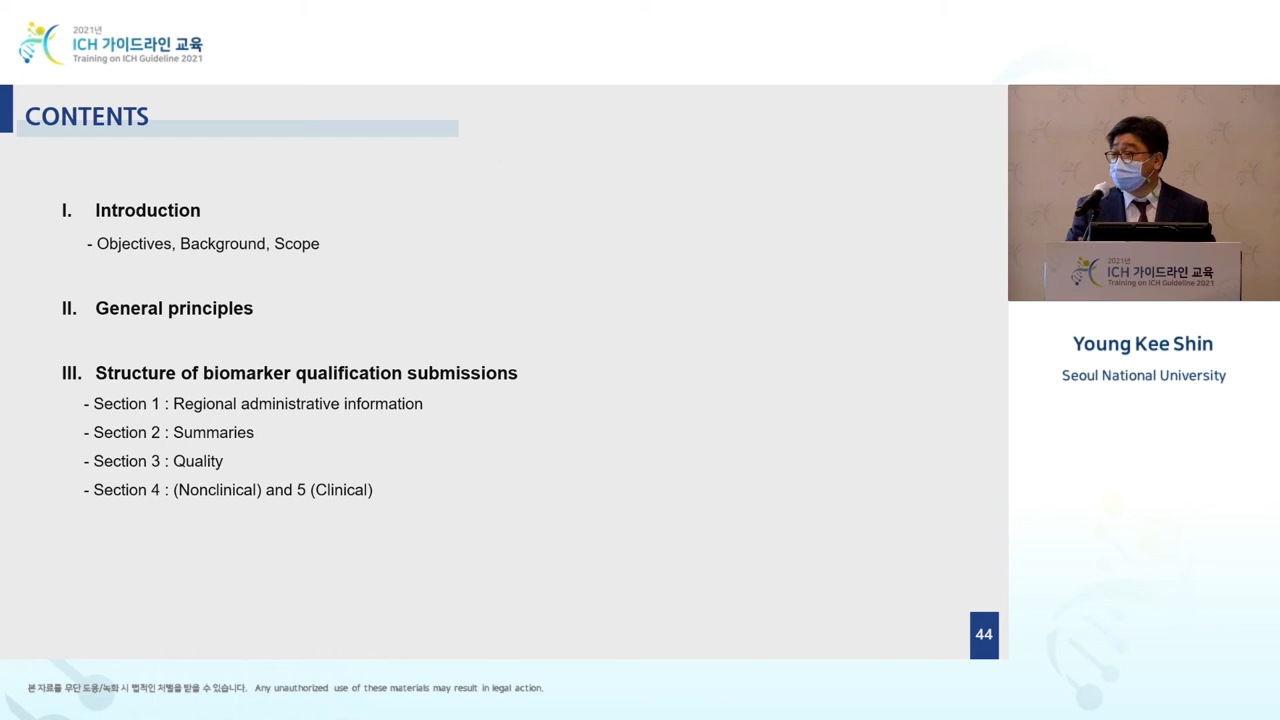 2021년
ICH 가이드라인 교육
Training on ICH Guideline 2021
CONTENTS
I. Introduction
- Objectives, Background, Scope
II. General principles
III. Structure of biomarker qualification submissions
- Section 1 : Regional administrative information
- Section 2 : Summaries
- Section 3 : Quality
- Section 4 : (Nonclinical) and 5 (Clinical)
44
2021년
ICH 가이드라인 교육
Training on ICH Guideline 2021
Young Kee Shin
Seoul National University
본 자료를 무단 도용/녹화 시 법적인 처벌을 받을 수 있습니다. Any unauthorized use of these materials may result in legal action.